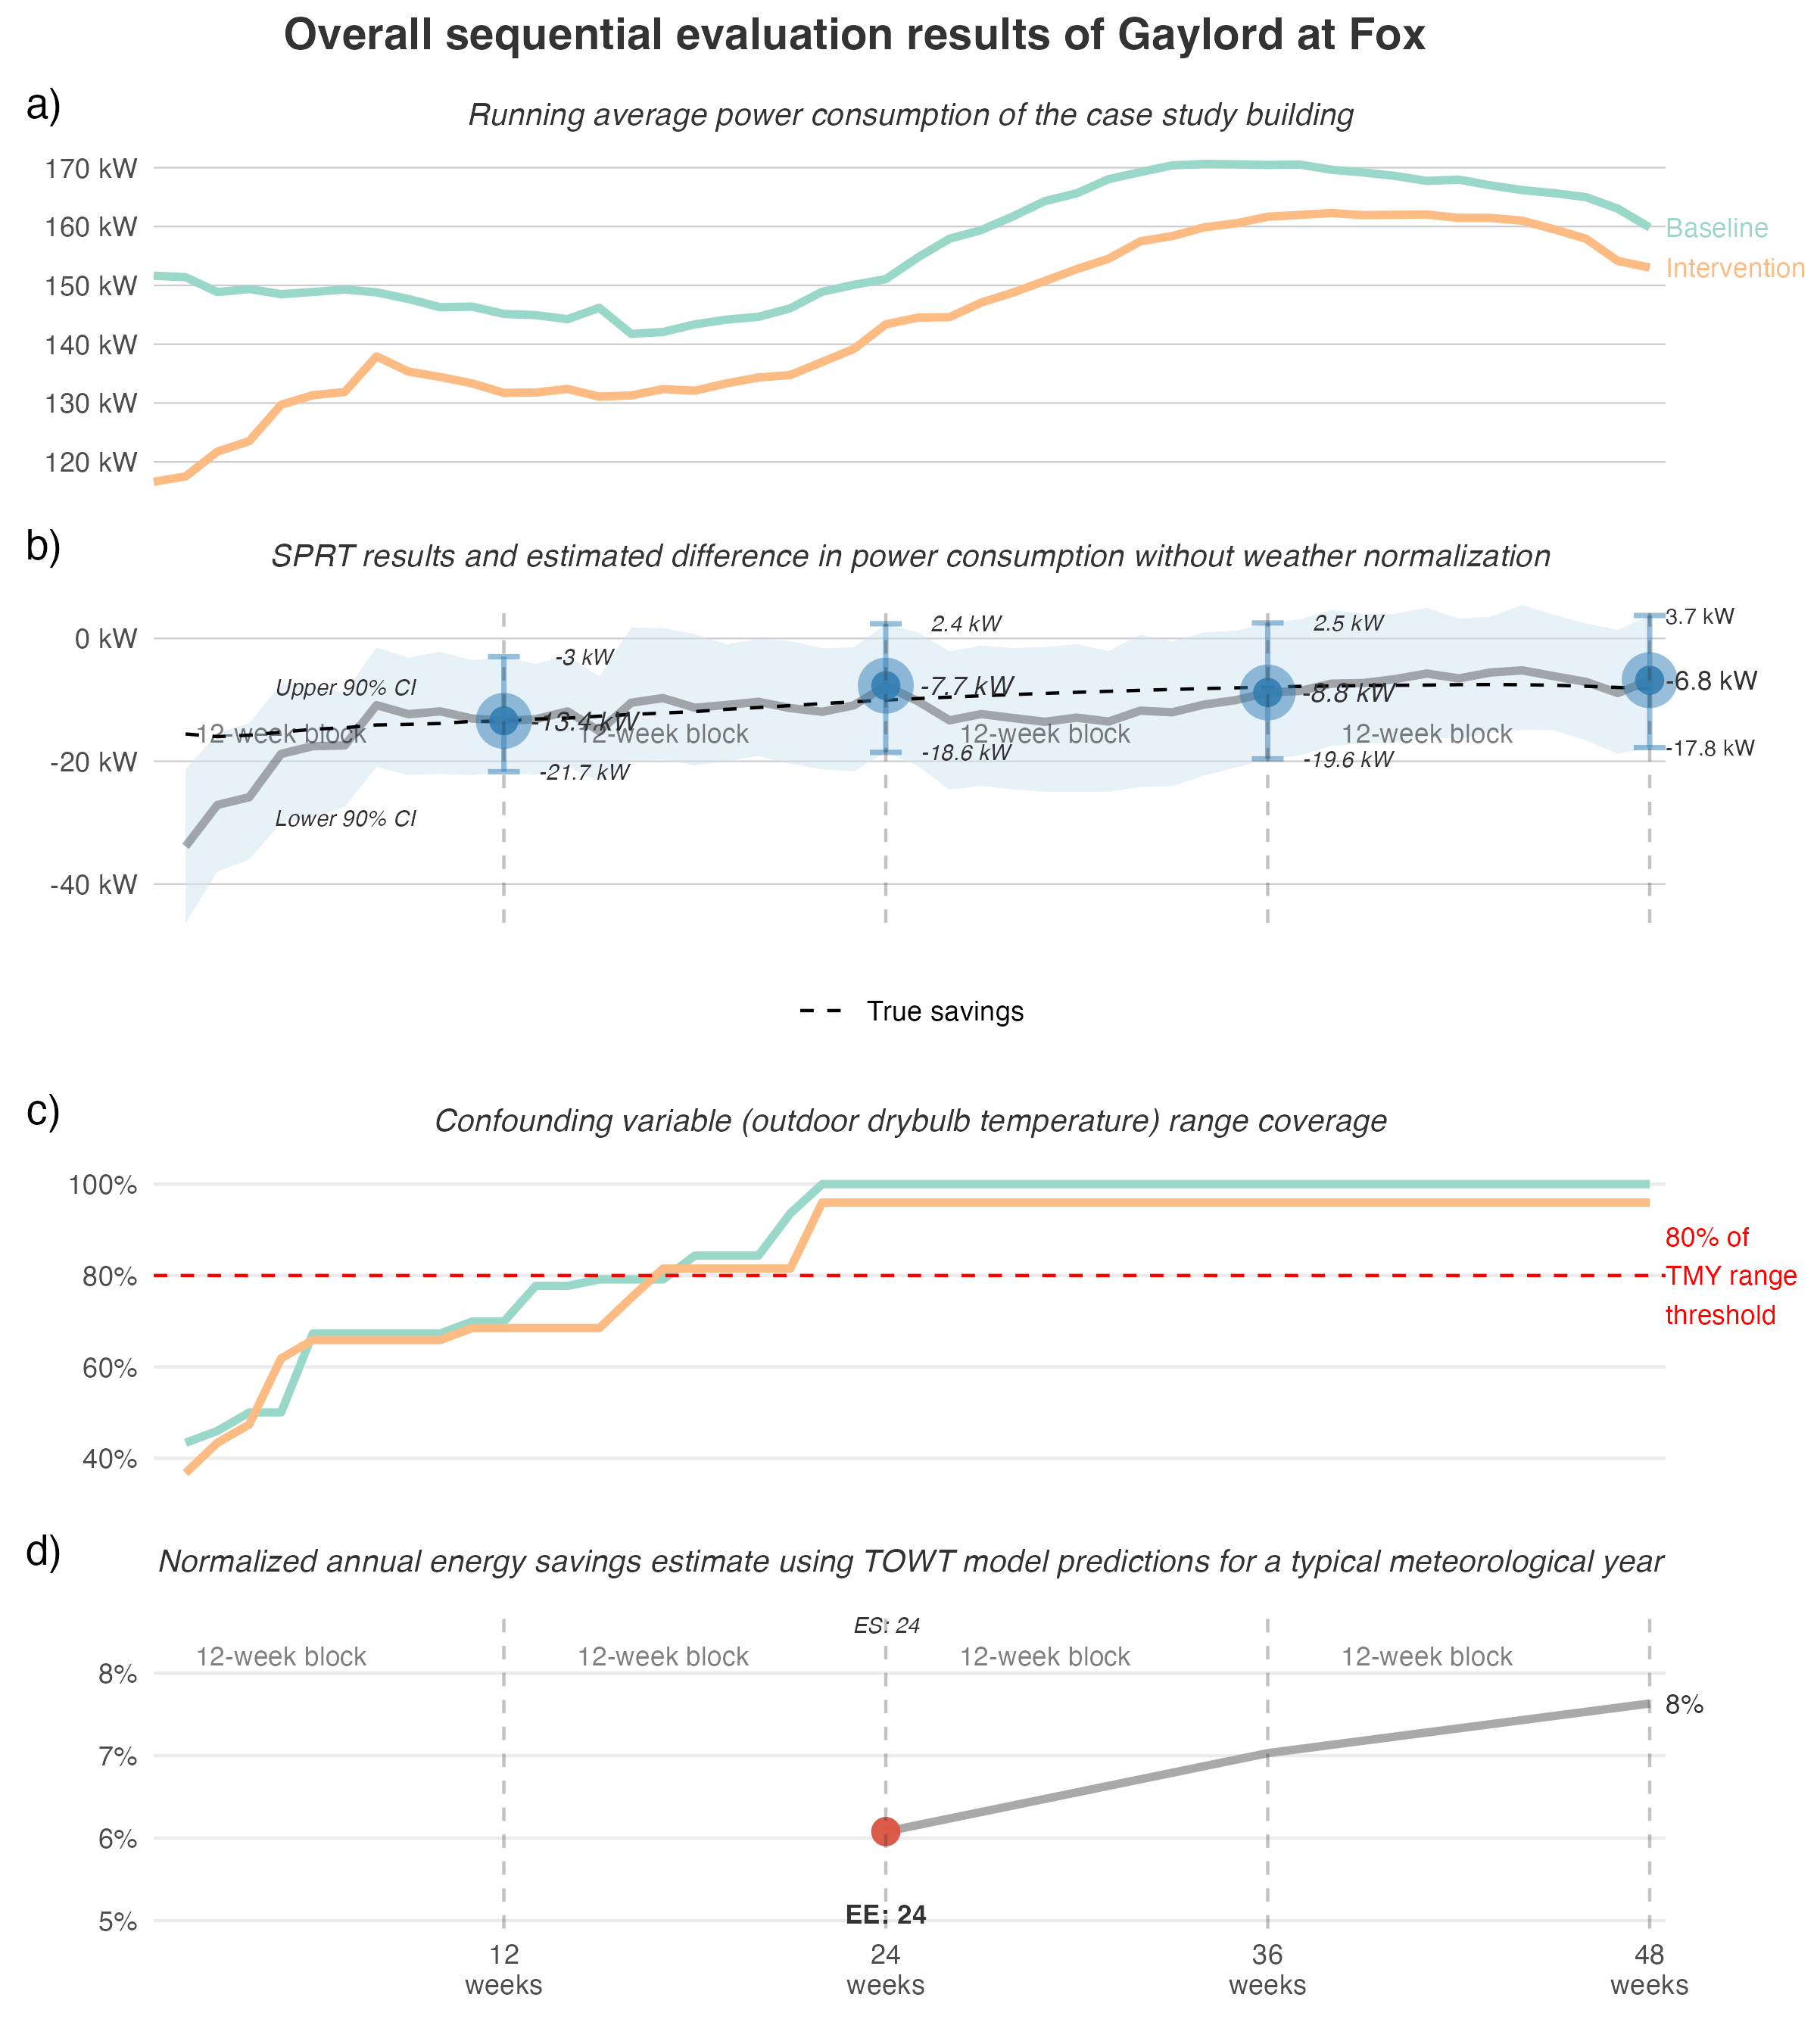 Overall sequential evaluation results of Gaylord at Fox
a)
Running average power consumption of the case study building
170 kW
160 kW
150 kW
140 kW
130 kW
120 kW
Baseline
Intervention
b)
SPRT results and estimated difference in power consumption without weather normalization
0 kW
-20 kW
-40 kW
Upper 90% CI
Lower 90% CI
12-week block
12-week block
12-week block
12-week block
-3 kW
-13.4 kW
-21.7 kW
2.4 kW
-7.7 kW
-18.6 kW
2.5 kW
-8.8 kW
-19.6 kW
3.7 kW
-6.8 kW
-17.8 kW
True savings
c)
Confounding variable (outdoor drybulb temperature) range coverage
100%
80%
60%
40%
80% of
TMY range
threshold
d)
Normalized annual energy savings estimate using TOWT model predictions for a typical meteorological year
ES: 24
12-week block
12-week block
12-week block
12-week block
8%
7%
6%
5%
8%
EE: 24
12
weeks
24
weeks
36
weeks
48
weeks